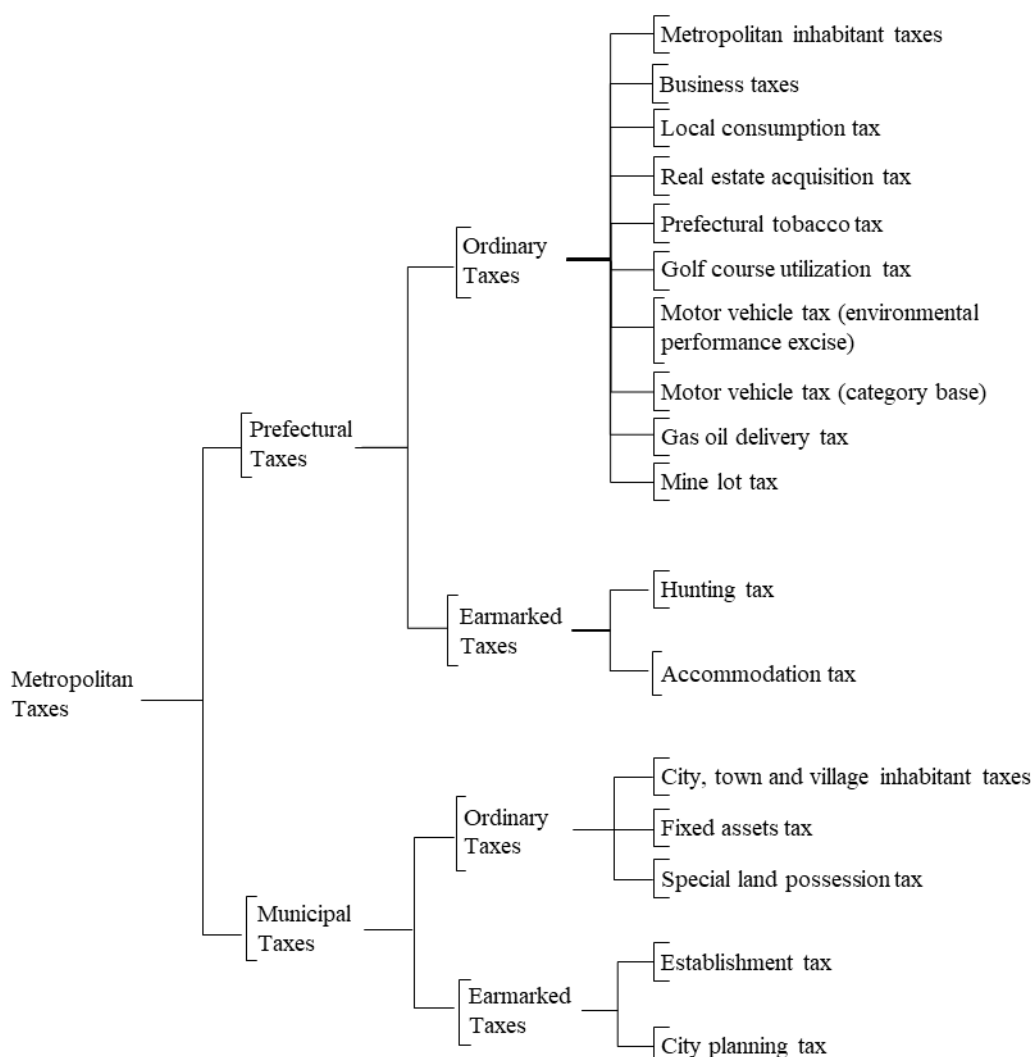 Metropolitan inhabitant taxes
Business taxes
Local consumption tax
Real estate acquisition tax
Prefectural tobacco tax
Ordinary
Taxes
Golf course utilization tax
Motor vehicle tax (environmental
performance excise)
Motor vehicle tax (category base)
Prefectural
Taxes
Gas oil delivery tax
Mine lot tax
Hunting tax
Earmarked
Taxes
Accommodation tax
Metropolitan
Taxes
City, town and village inhabitant taxes
Ordinary
Taxes
Fixed assets tax
Special land possession tax
Municipal
Taxes
Establishment tax
Earmarked
Taxes
City planning tax